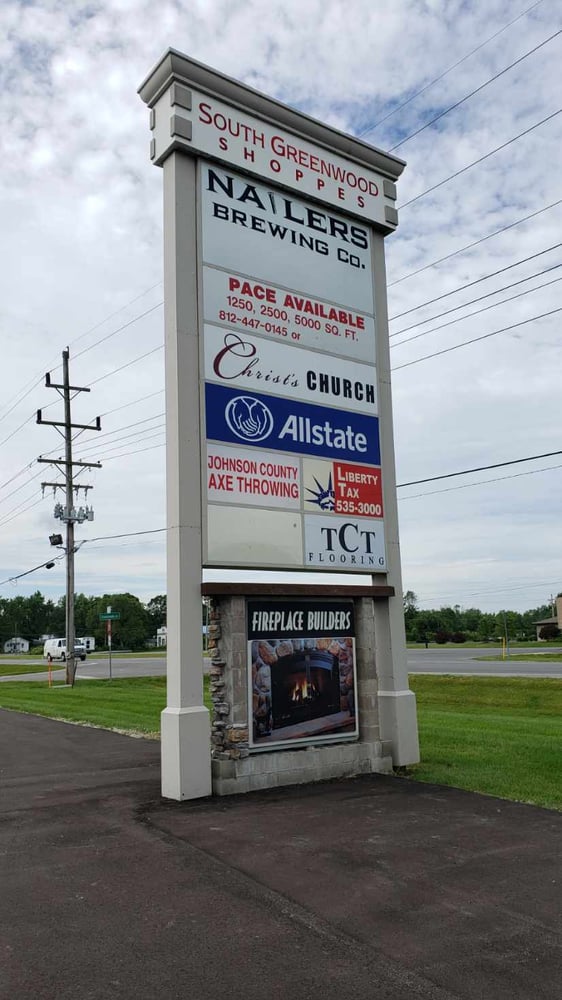 South Greenwood
SHOPPES
NAILERS
BREWING Co.
PACE AVAILABLE
1250, 2500, 5000 SQ. FT.
812-447-0145 or
Christ's CHURCH
Allstate
JOHNSON COUNTY
AXE THROWING
LIBERTY
TAX
535-3000
TCT
FLOORING
FIREPLACE BUILDERS